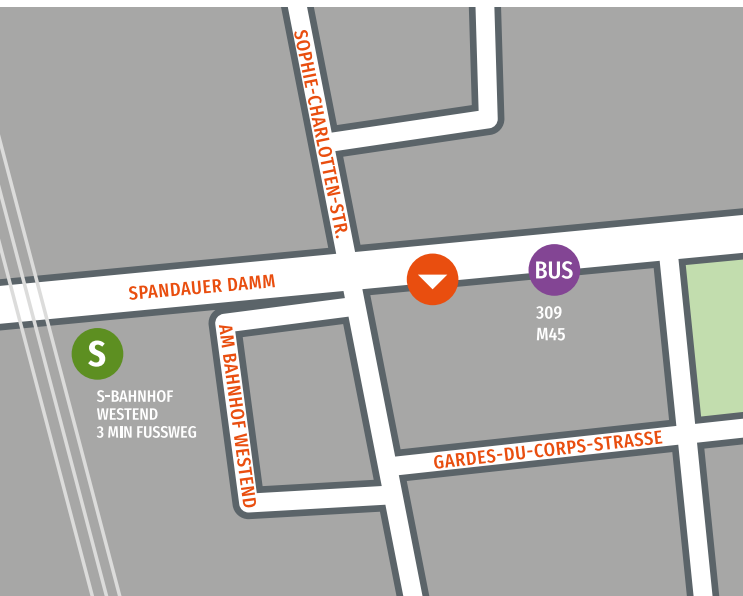 SOPHIE-CHARLOTTEN-STR.
SPANDAUER DAMM
BUS
309
M45
S
S-BAHNHOF
WESTEND
3 MIN FUSSWEG
AM BAHNHOF WESTEND
GARDES-DU-CORPS-STRASSE